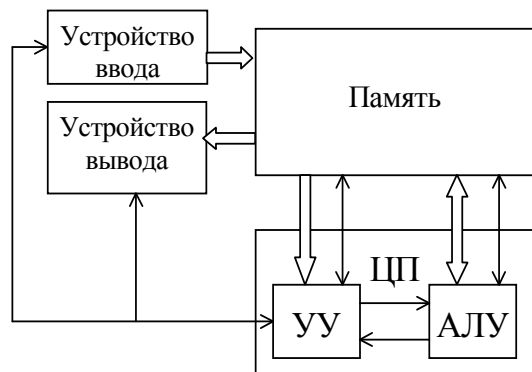 Устройство
ввода
Память
Устройство
вывода
ЦП
УУ
АЛУ